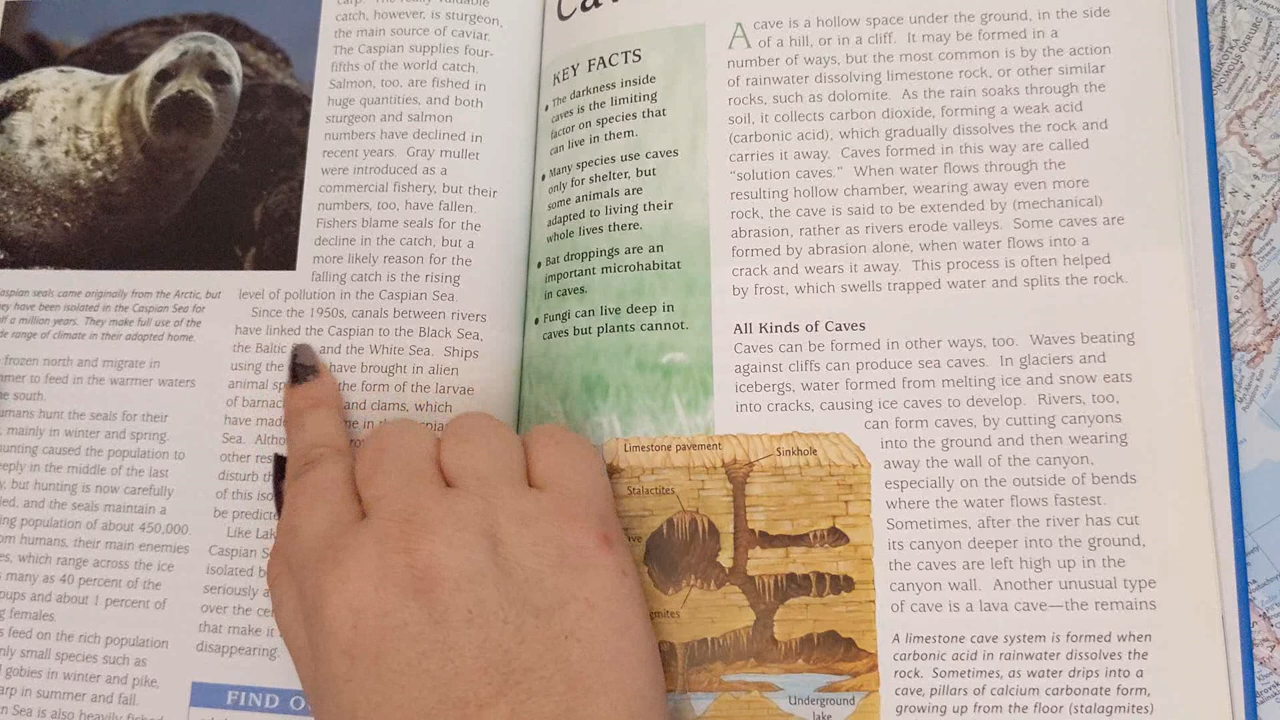 catch, however, is sturgeon,
the main source of caviar.
The Caspian supplies four-
fifths of the world catch.
Salmon, too, are fished in
huge quantities, and both
sturgeon and salmon
numbers have declined in
recent years. Gray mullet
were introduced as a
commercial fishery, but their
numbers, too, have fallen.
Fishers blame seals for the
decline in the catch, but a
more likely reason for the
falling catch is the rising
level of pollution in the Caspian Sea.
Since the 1950s, canals between rivers
have linked the Caspian to the Black Sea,
the Baltic and the White Sea. Ships
using the have brought in alien
animal the form of the larvae
of and clams, which
have
Sea.
other
disturb
of this
be
Like
Caspian
isolated
seriously
over the
that make it
disappearing.
FIND
seals came originally from the Arctic, but
have been isolated in the Caspian Sea for
a million years. They make full use of the
range of climate in their adopted home.
frozen north and migrate in
to feed in the warmer waters
south.
hunt the seals for their
mainly in winter and spring.
caused the population to
in the middle of the last
but hunting is now carefully
and the seals maintain a
population of about 450,000.
humans, their main enemies
which range across the ice
many as 40 percent of the
and about 1 percent of
females.
feed on the rich population
small species such as
gobies in winter and pike,
in summer and fall.
Sea is also heavily
KEY FACTS
• The darkness inside
caves is the limiting
factor on species that
can live in them.
• Many species use caves
only for shelter, but
some animals are
adapted to living their
whole lives there.
• Bat droppings are an
important microhabitat
in caves.
• Fungi can live deep in
caves but plants cannot.
A cave is a hollow space under the ground, in the side
of a hill, or in a cliff. It may be formed in a
number of ways, but the most common is by the action
of rainwater dissolving limestone rock, or other similar
rocks, such as dolomite. As the rain soaks through the
soil, it collects carbon dioxide, forming a weak acid
(carbonic acid), which gradually dissolves the rock and
carries it away. Caves formed in this way are called
“solution caves.” When water flows through the
resulting hollow chamber, wearing away even more
rock, the cave is said to be extended by (mechanical)
abrasion, rather as rivers erode valleys. Some caves are
formed by abrasion alone, when water flows into a
crack and wears it away. This process is often helped
by frost, which swells trapped water and splits the rock.
All Kinds of Caves
Caves can be formed in other ways, too. Waves beating
against cliffs can produce sea caves. In glaciers and
icebergs, water formed from melting ice and snow eats
into cracks, causing ice caves to develop. Rivers, too,
can form caves, by cutting canyons
into the ground and then wearing
away the wall of the canyon,
especially on the outside of bends
where the water flows fastest.
Sometimes, after the river has cut
its canyon deeper into the ground,
the caves are left high up in the
canyon wall. Another unusual type
of cave is a lava cave—the remains
Limestone pavement
Sinkhole
Stalactites
Underground
lake
A limestone cave system is formed when
carbonic acid in rainwater dissolves the
rock. Sometimes, as water drips into a
cave, pillars of calcium carbonate form,
growing up from the floor (stalagmites)